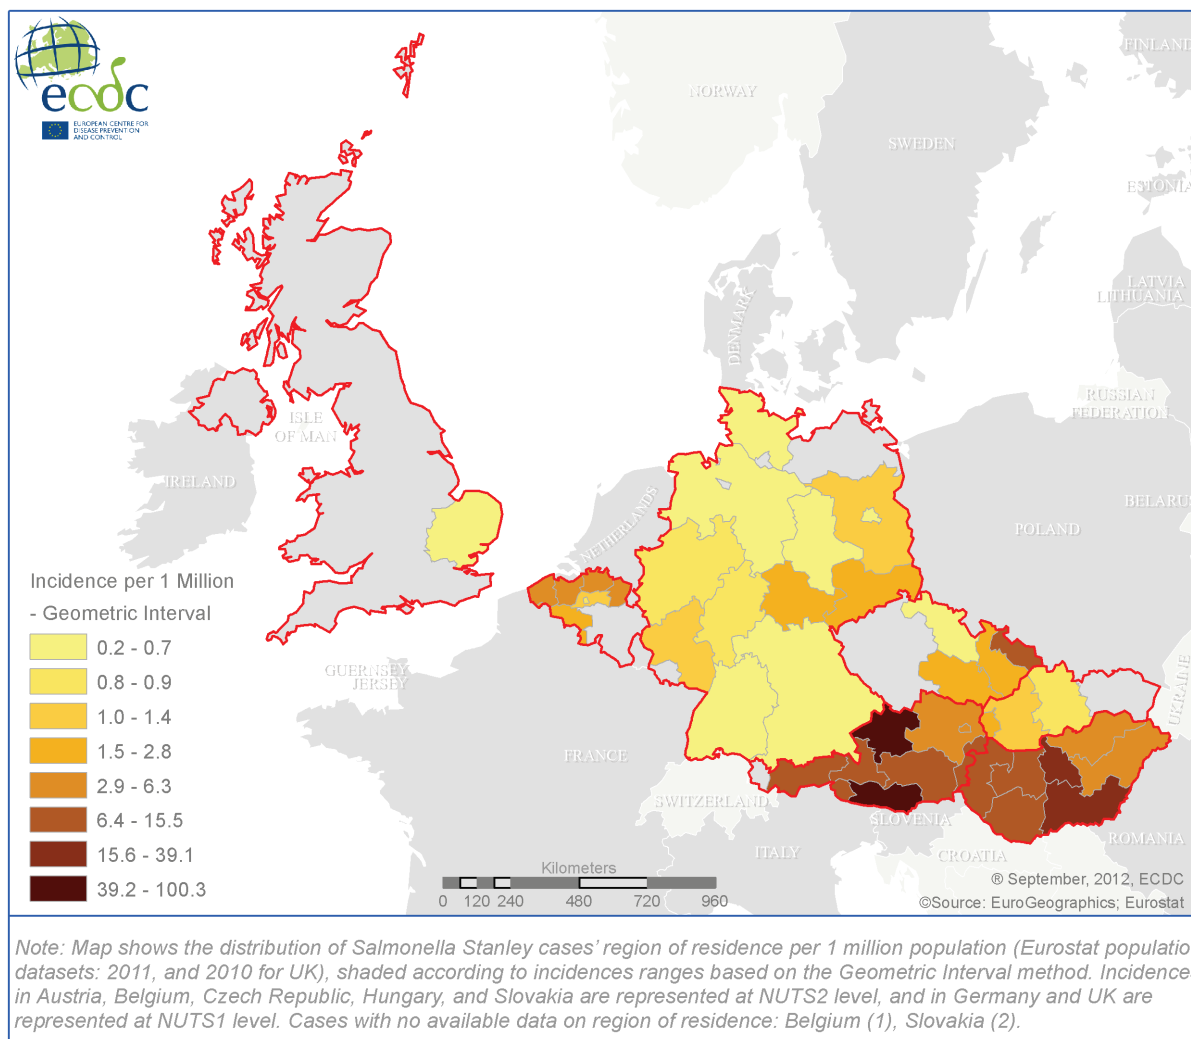 ecdc
EUROPEAN CENTRE FOR
DISEASE PREVENTION
AND CONTROL
FINLAND
NORWAY
SWEDEN
ESTONIA
LATVIA
LITHUANIA
DENMARK
RUSSIAN
FEDERATION
ISLE
OF MAN
IRELAND
NETHERLANDS
BELARUS
POLAND
Incidence per 1 Million
- Geometric Interval
0.2 - 0.7
0.8 - 0.9
1.0 - 1.4
1.5 - 2.8
2.9 - 6.3
6.4 - 15.5
15.6 - 39.1
39.2 - 100.3
GUERNSEY
JERSEY
UKRAINE
FRANCE
SWITZERLAND
SLOVENIA
ITALY
CROATIA
ROMANIA
Kilometers
0 120 240 480 720 960
® September, 2012, ECDC
©Source: EuroGeographics; Eurostat
Note: Map shows the distribution of Salmonella Stanley cases' region of residence per 1 million population (Eurostat populatio
datasets: 2011, and 2010 for UK), shaded according to incidences ranges based on the Geometric Interval method. Incidence
in Austria, Belgium, Czech Republic, Hungary, and Slovakia are represented at NUTS2 level, and in Germany and UK are
represented at NUTS1 level. Cases with no available data on region of residence: Belgium (1), Slovakia (2).